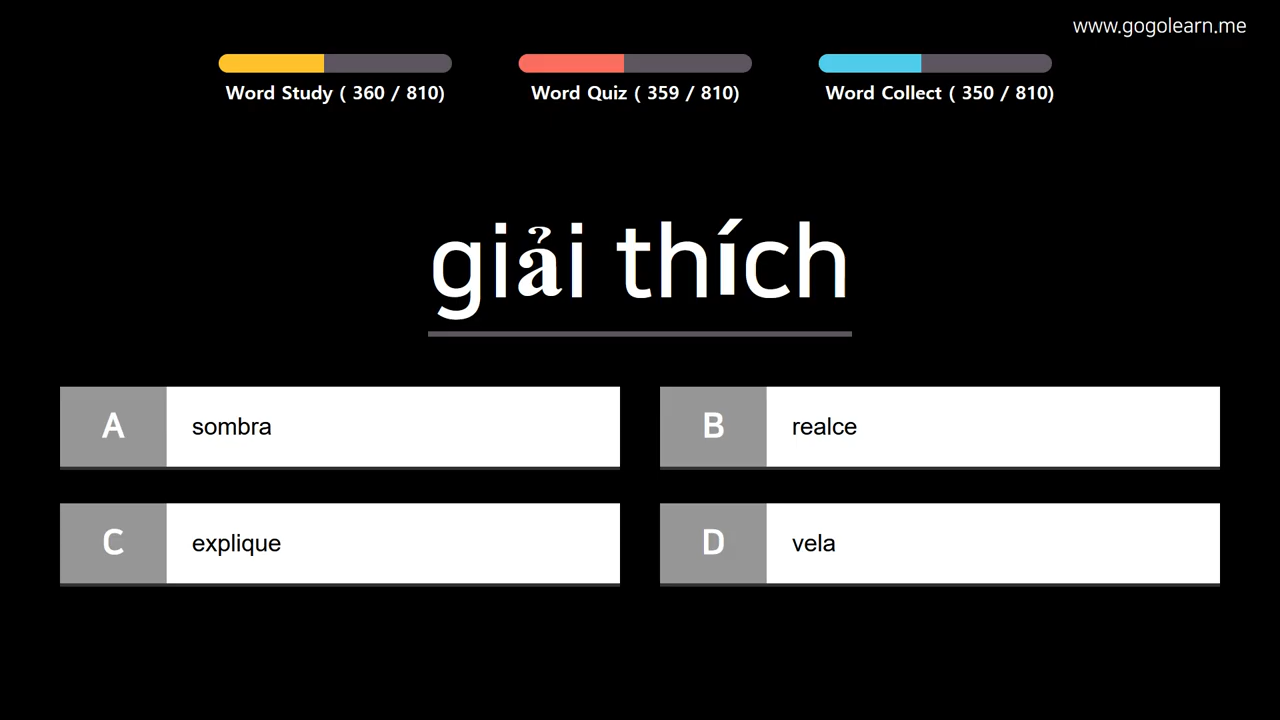 www.gogolearn.me
Word Study ( 360 / 810)
Word Quiz ( 359 / 810)
Word Collect ( 350 / 810)
giải thích
A sombra
B realce
C explique
D vela